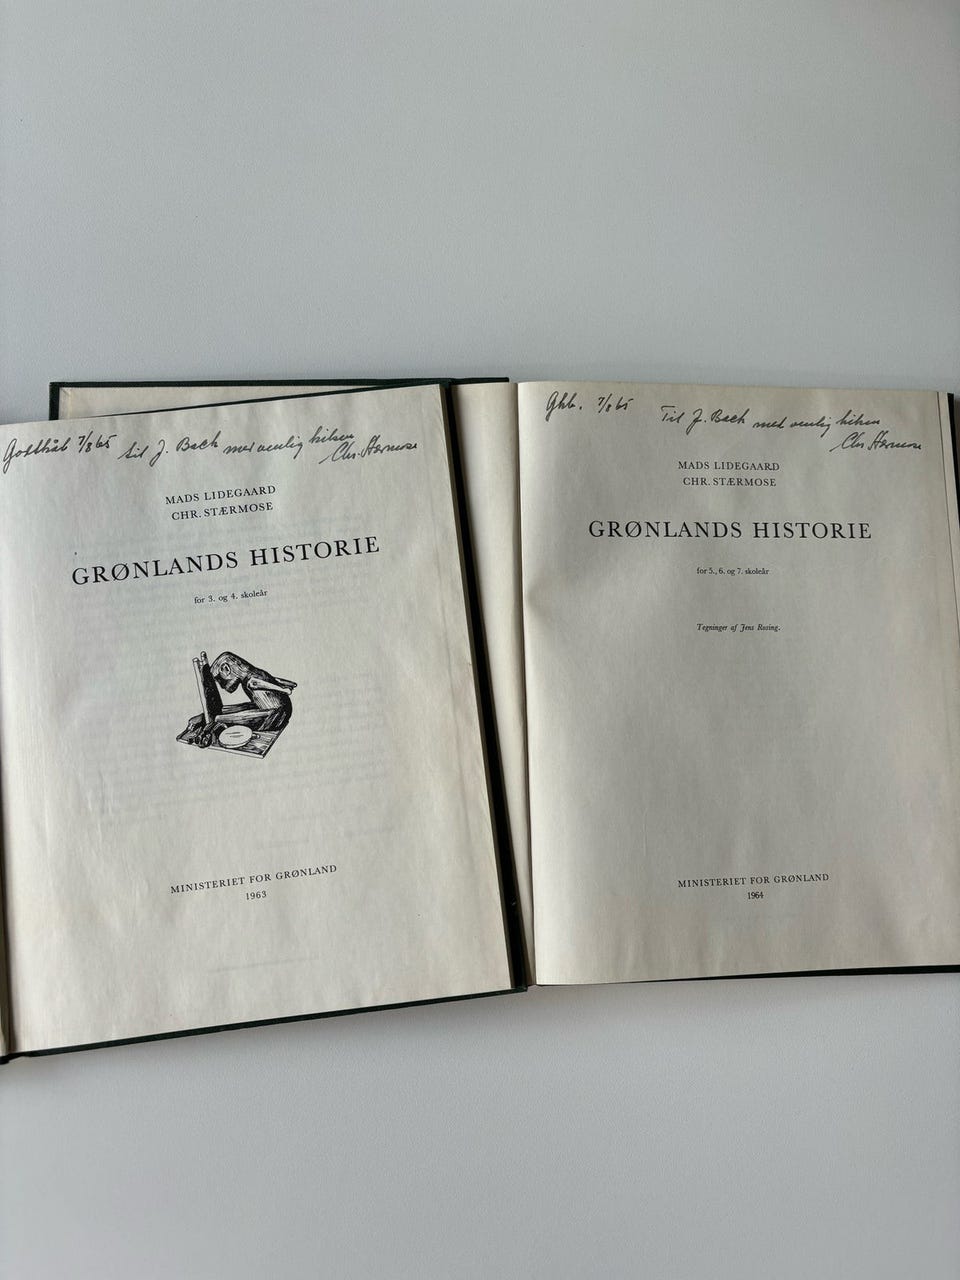 Godthåb 7/8 65 til J. Bach med venlig hilsen
Chr. Stærmose
MADS LIDEGAARD
CHR. STÆRMOSE
GRØNLANDS HISTORIE
for 3. og 4. skoleår
MINISTERIET FOR GRØNLAND
1963
Ghb. 7/8 65 Til J. Bach med venlig hilsen
Chr. Stærmose
MADS LIDEGAARD
CHR. STÆRMOSE
GRØNLANDS HISTORIE
for 5., 6. og 7. skoleår
Tegninger af Jens Rosing.
MINISTERIET FOR GRØNLAND
1964